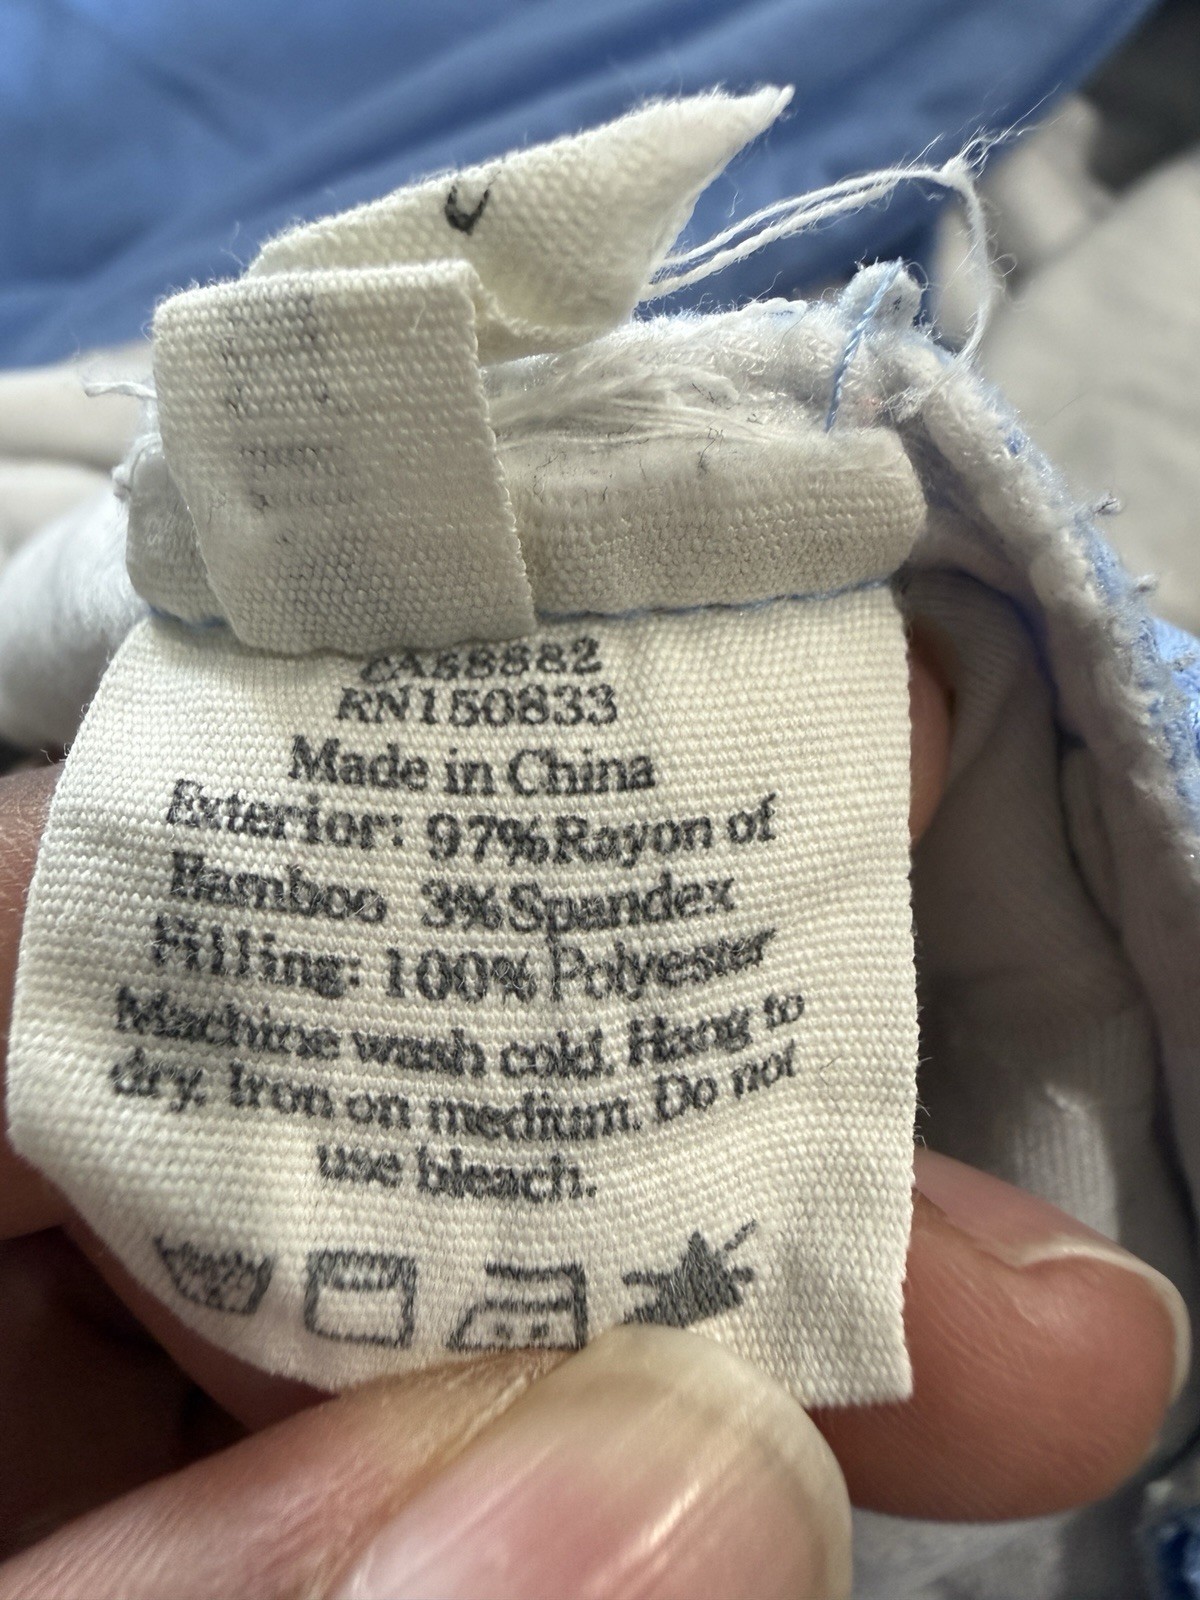 RN150833
Made in China
Exterior: 97%Rayon of
Bamboo 3%Spandex
Filling: 100% Polyester
Machine wash cold. Hang to
dry. Iron on medium. Do not
use bleach.